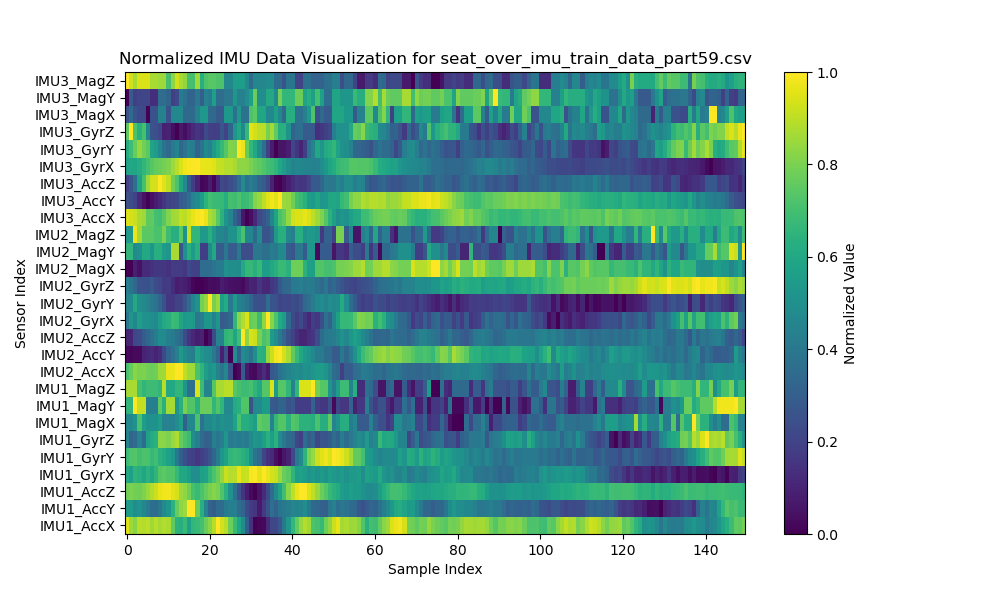 Normalized IMU Data Visualization for seat_over_imu_train_data_part59.csv
IMU3_MagZ
IMU3_MagY
IMU3_MagX
IMU3_GyrZ
IMU3_GyrY
IMU3_GyrX
IMU3_AccZ
IMU3_AccY
IMU3_AccX
IMU2_MagZ
IMU2_MagY
IMU2_MagX
IMU2_GyrZ
IMU2_GyrY
IMU2_GyrX
IMU2_AccZ
IMU2_AccY
IMU2_AccX
IMU1_MagZ
IMU1_MagY
IMU1_MagX
IMU1_GyrZ
IMU1_GyrY
IMU1_GyrX
IMU1_AccZ
IMU1_AccY
IMU1_AccX
Sensor Index
0 20 40 60 80 100 120 140
Sample Index
1.0
0.8
0.6
0.4
0.2
0.0
Normalized Value